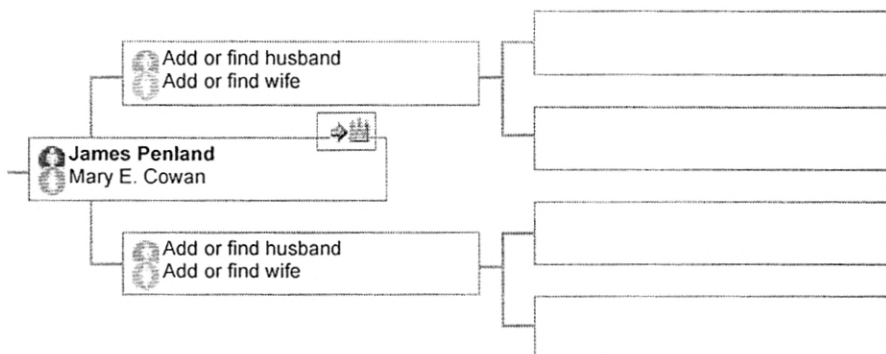 Add or find husband
Add or find wife
James Penland
Mary E. Cowan
Add or find husband
Add or find wife